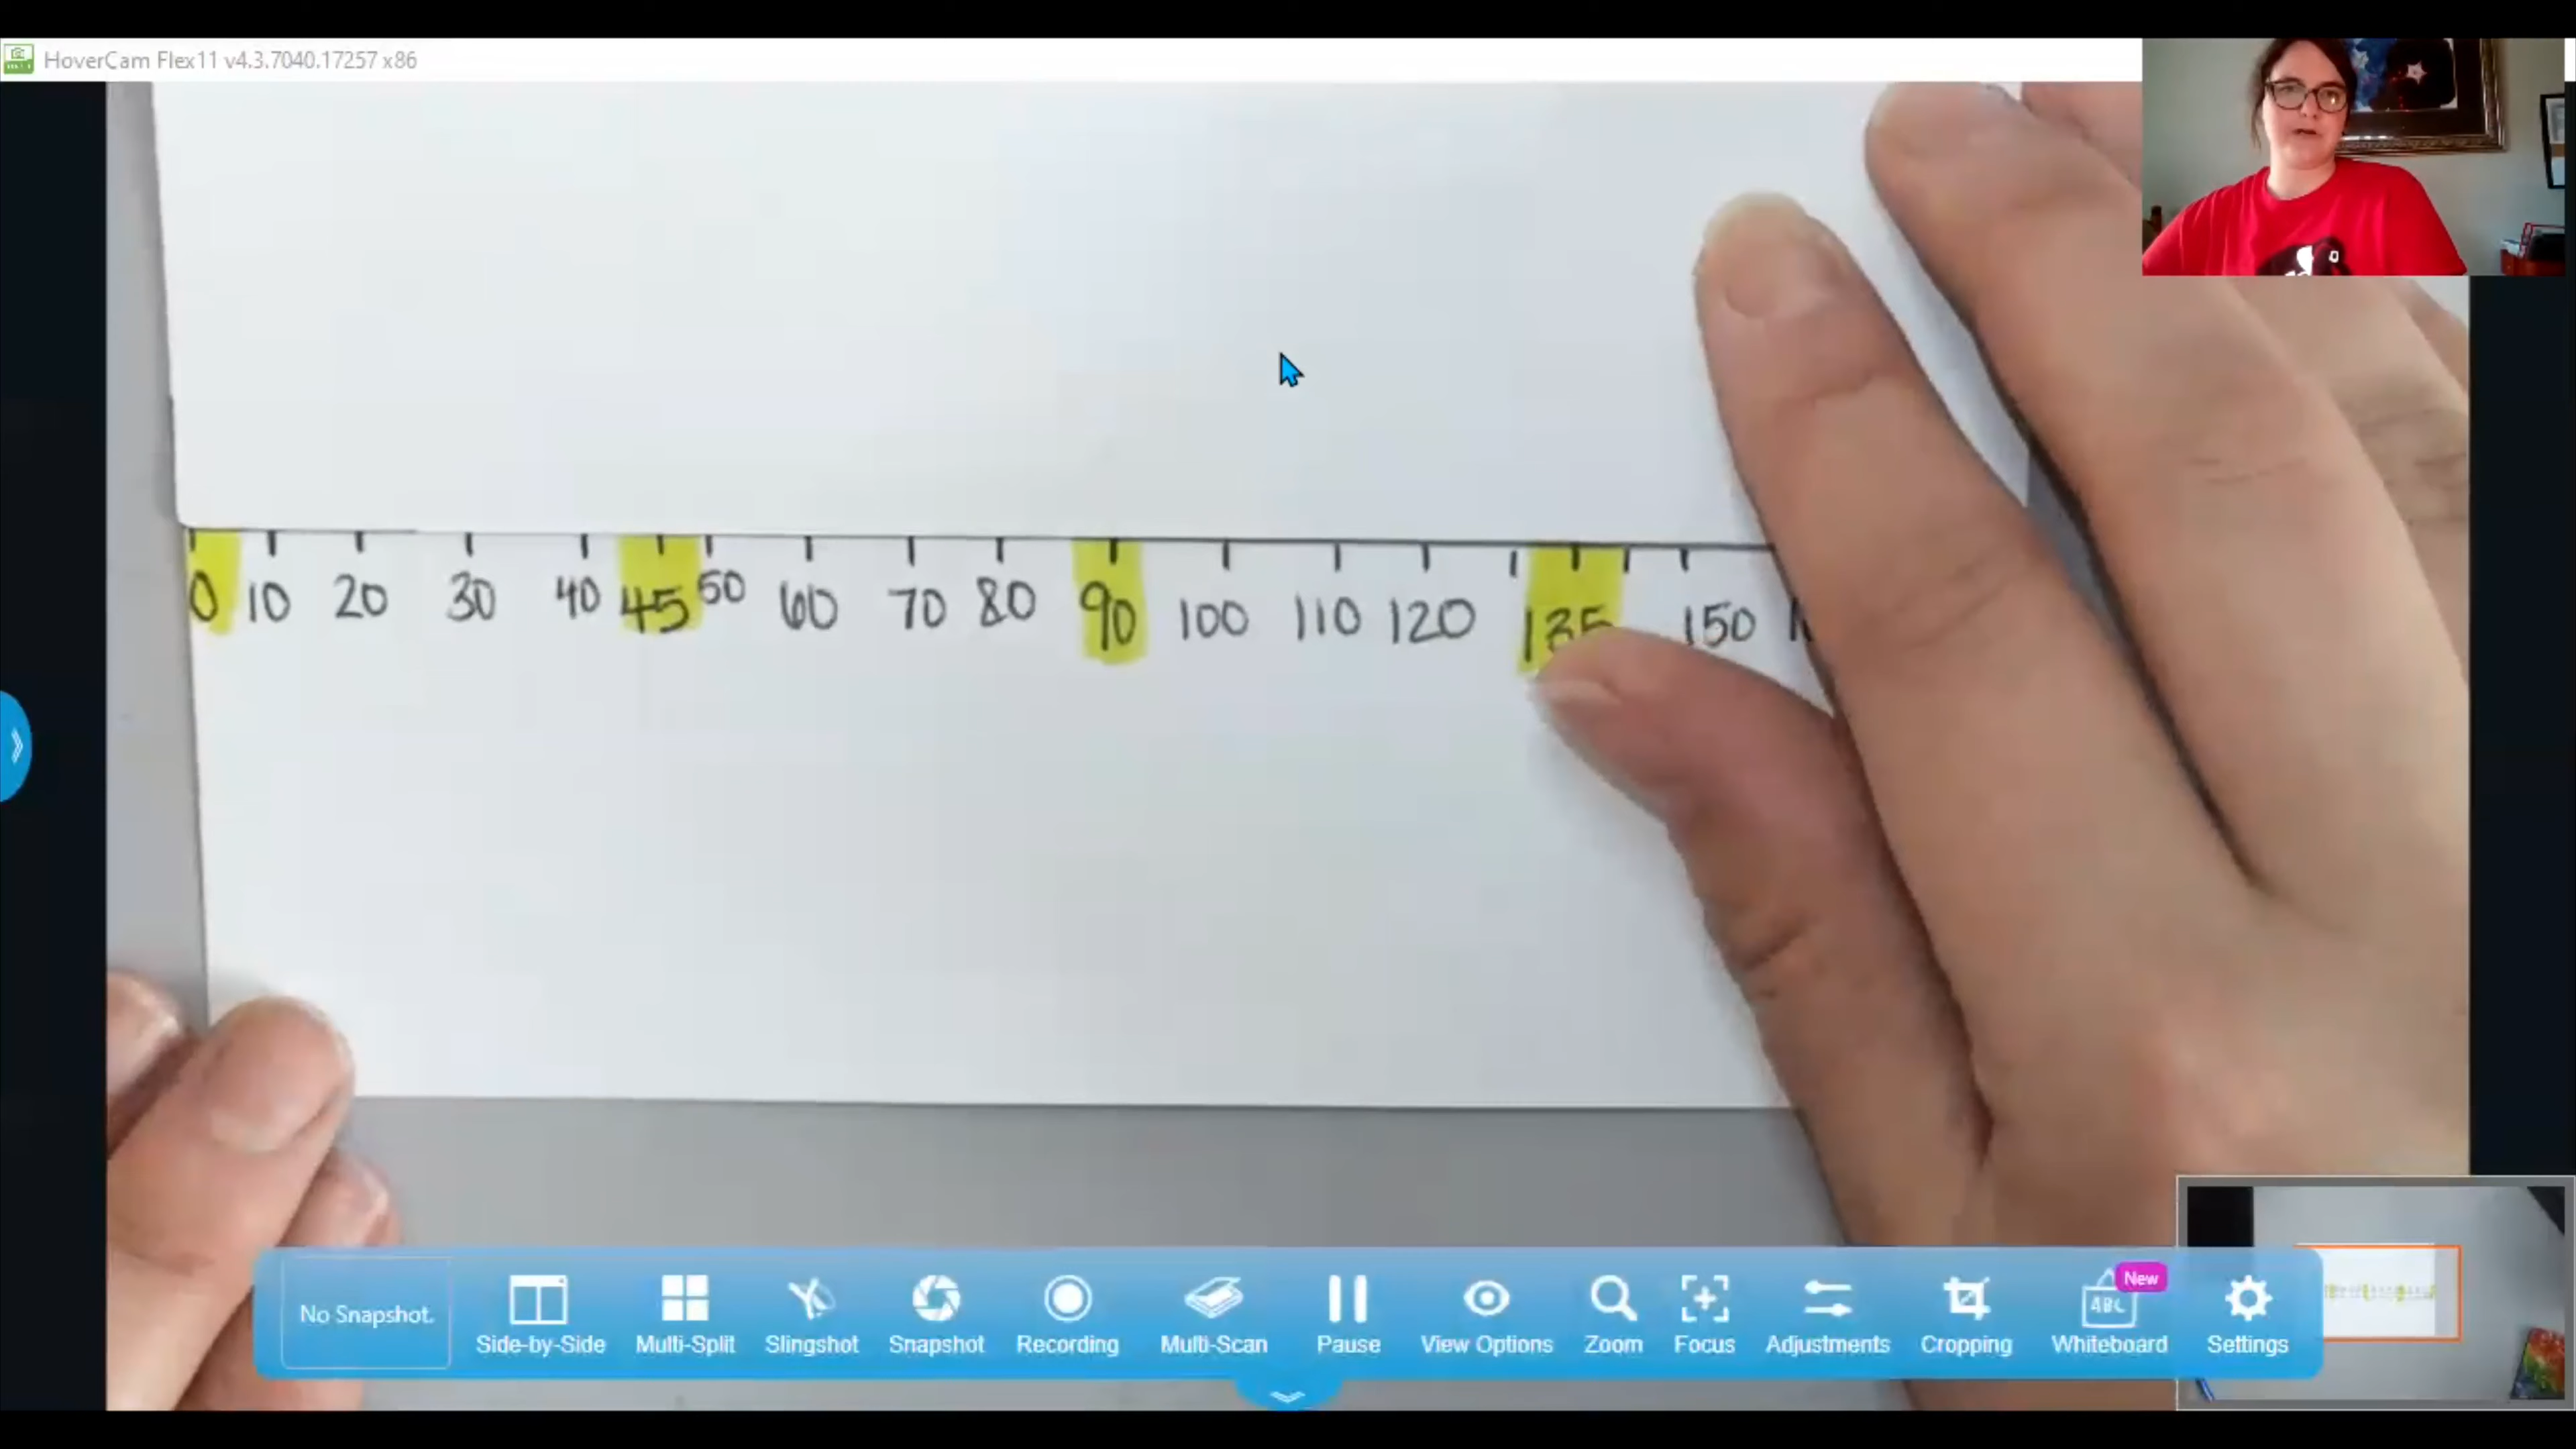 HoverCam Flex11 v4.3.7040.17257 x86
0 10 20 30 40 45 50 60 70 80 90 100 110 120 135 150
No Snapshot.
Side-by-Side
Multi-Split
Slingshot
Snapshot
Recording
Multi-Scan
Pause
View Options
Zoom
Focus
Adjustments
Cropping
New
ABC
Whiteboard
Settings